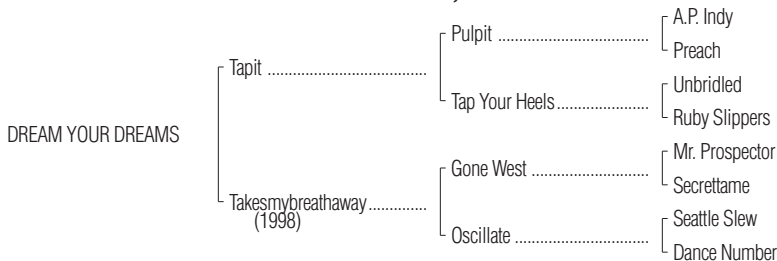 A.P. Indy
Pulpit ................................................
Preach
Tapit ....................................
Unbridled
Tap Your Heels.............................
Ruby Slippers
DREAM YOUR DREAMS
Mr. Prospector
Gone West .....................................
Secrettame
Takesmybreathaway..............
(1998)
Seattle Slew
Oscillate ..........................................
Dance Number